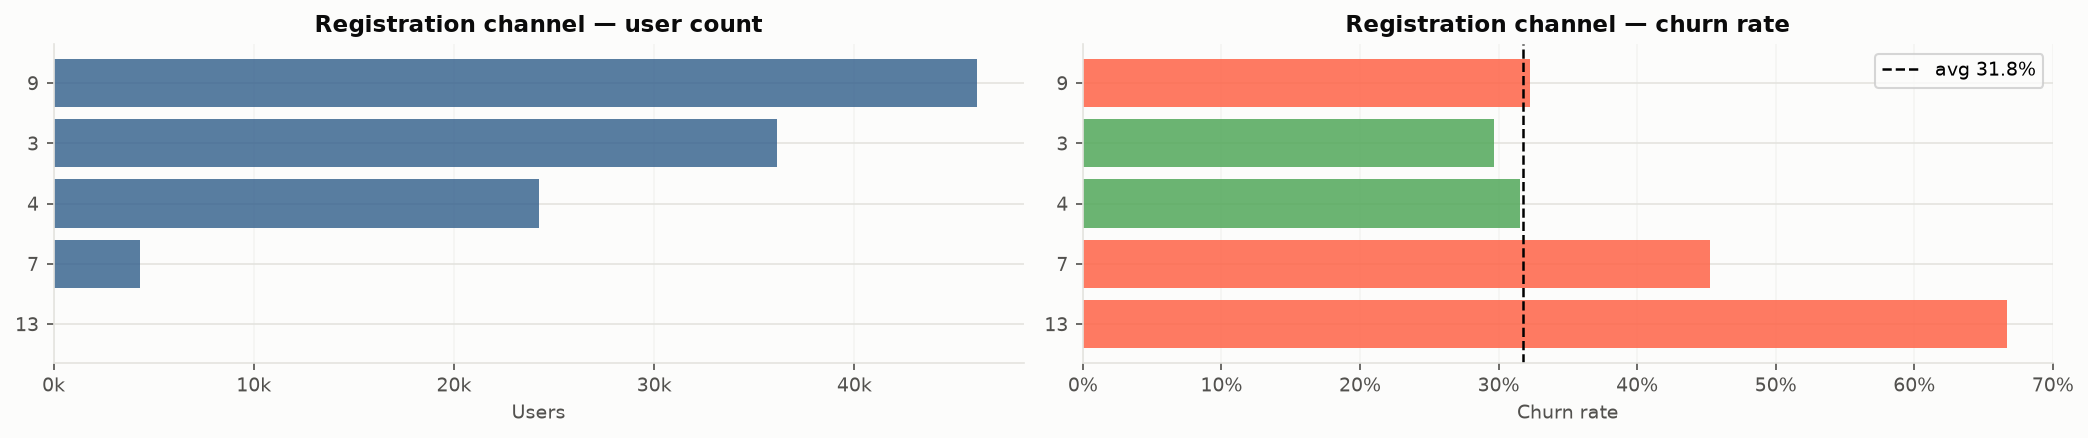 Registration channel — user count
9
3
4
7
13
0k 10k 20k 30k 40k
Users
Registration channel — churn rate
avg 31.8%
9
3
4
7
13
0% 10% 20% 30% 40% 50% 60% 70%
Churn rate